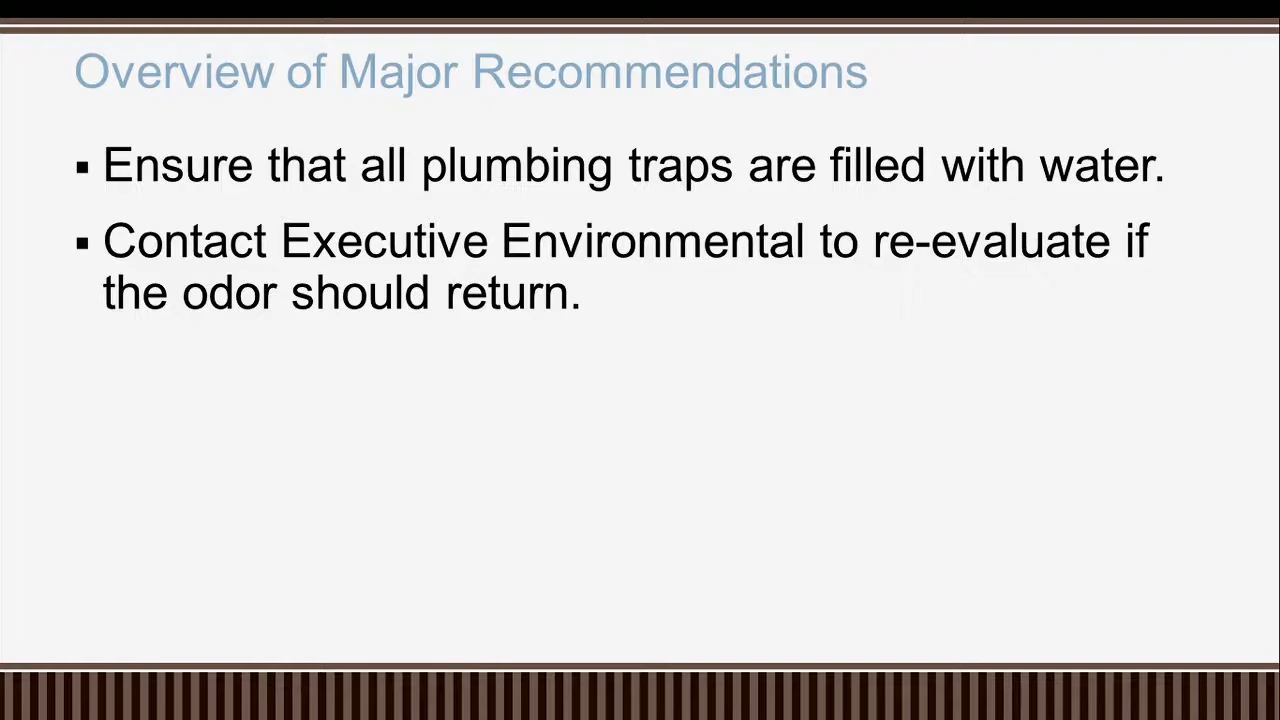 Overview of Major Recommendations
▪ Ensure that all plumbing traps are filled with water.
▪ Contact Executive Environmental to re-evaluate if
the odor should return.